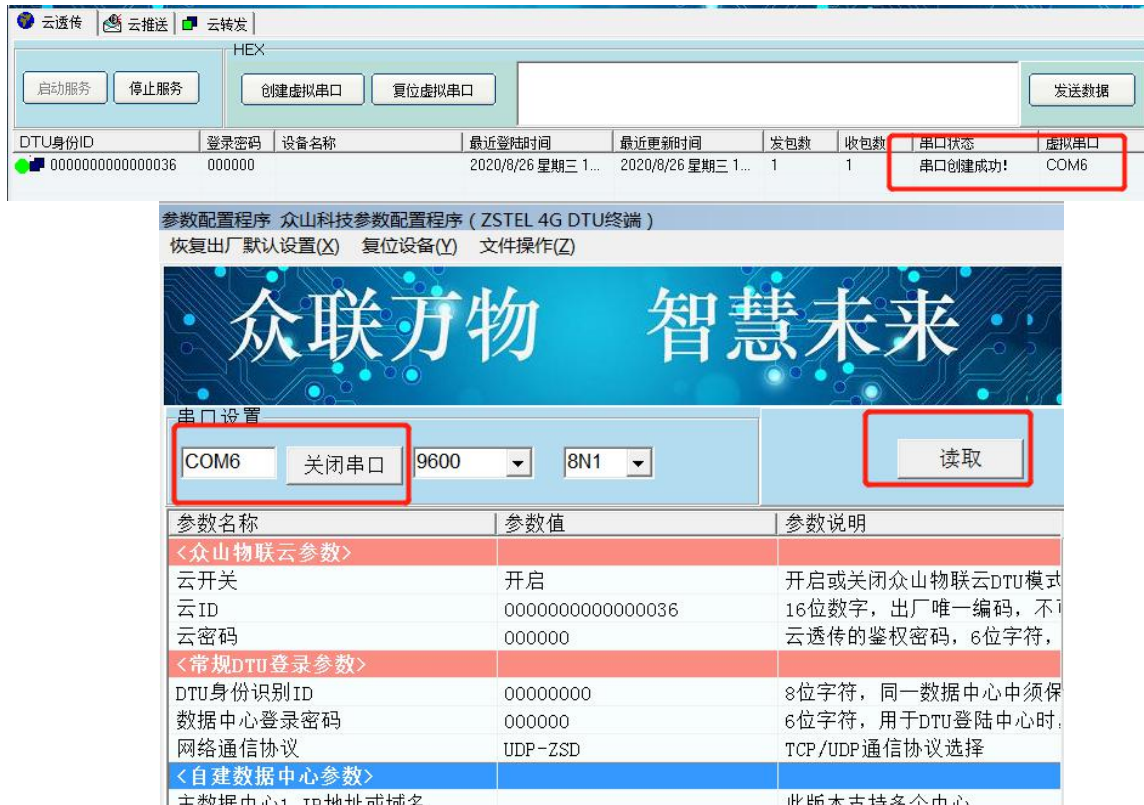 云透传 云推送 云转发
HEX
启动服务 停止服务 创建虚拟串口 复位虚拟串口 发送数据
DTU身份ID 登录密码 设备名称 最近登陆时间 最近更新时间 发包数 收包数 串口状态 虚拟串口
0000000000000036 000000 2020/8/26 星期三 1... 2020/8/26 星期三 1... 1 1 串口创建成功! COM6
参数配置程序 众山科技参数配置程序 ( ZSTEL 4G DTU终端 )
恢复出厂默认设置(X) 复位设备(Y) 文件操作(Z)
众联万物 智慧未来
串口设置
COM6 关闭串口 9600 8N1 读取
参数名称 参数值 参数说明
<众山物联云参数>
云开关 开启 开启或关闭众山物联云DTU模式
云ID 0000000000000036 16位数字，出厂唯一编码，不
云密码 000000 云透传的鉴权密码，6位字符，
<常规DTU登录参数>
DTU身份识别ID 00000000 8位字符，同一数据中心中须保
数据中心登录密码 000000 6位字符，用于DTU登陆中心时
网络通信协议 UDP-ZSD TCP/UDP通信协议选择
<自建数据中心参数>
主数据中心1 IP地址或域名 此版本支持多个中心